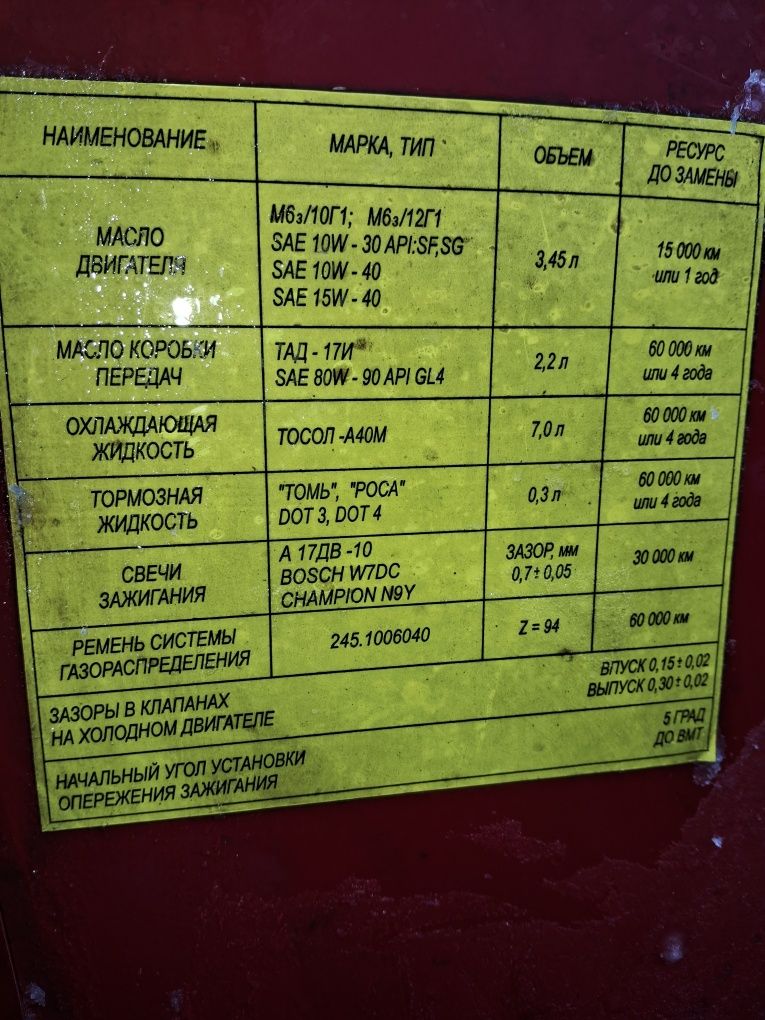 НАИМЕНОВАНИЕ МАРКА, ТИП ОБЪЕМ РЕСУРС ДО ЗАМЕНЫ
МАСЛО ДВИГАТЕЛЯ
М6з/10Г1; М6з/12Г1
SAE 10W - 30 API:SF,SG
SAE 10W - 40
SAE 15W - 40
3,45 л
15 000 км
или 1 год
МАСЛО КОРОБКИ
ПЕРЕДАЧ
ТАД - 17И
SAE 80W - 90 API GL4
2,2 л
60 000 км
или 4 года
ОХЛАЖДАЮЩАЯ
ЖИДКОСТЬ
ТОСОЛ -А40М
7,0 л
60 000 км
или 4 года
ТОРМОЗНАЯ
ЖИДКОСТЬ
"ТОМЬ", "РОСА"
DOT 3, DOT 4
0,3 л
60 000 км
или 4 года
СВЕЧИ
ЗАЖИГАНИЯ
А 17ДВ -10
BOSCH W7DC
CHAMPION N9Y
ЗАЗОР, мм
0,7± 0,05
30 000 км
РЕМЕНЬ СИСТЕМЫ
ГАЗОРАСПРЕДЕЛЕНИЯ
245.1006040
Z = 94
60 000 км
ЗАЗОРЫ В КЛАПАНАХ
НА ХОЛОДНОМ ДВИГАТЕЛЕ
ВПУСК 0,15± 0,02
ВЫПУСК 0,30± 0,02
НАЧАЛЬНЫЙ УГОЛ УСТАНОВКИ
ОПЕРЕЖЕНИЯ ЗАЖИГАНИЯ
5 ГРАД
ДО ВМТ